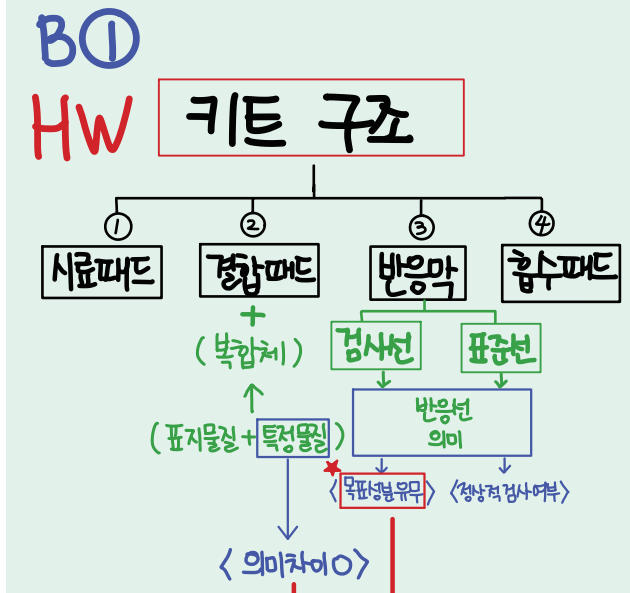 B①
HW
키트 구조
① ② ③ ④
시료패드 결합패드 반응막 흡수패드
+
(복합체) 검사선 표준선
(표지물질+특정물질) 반응선
의미
★
<목표성분유무> <정상적검사여부>
<의미차이○>